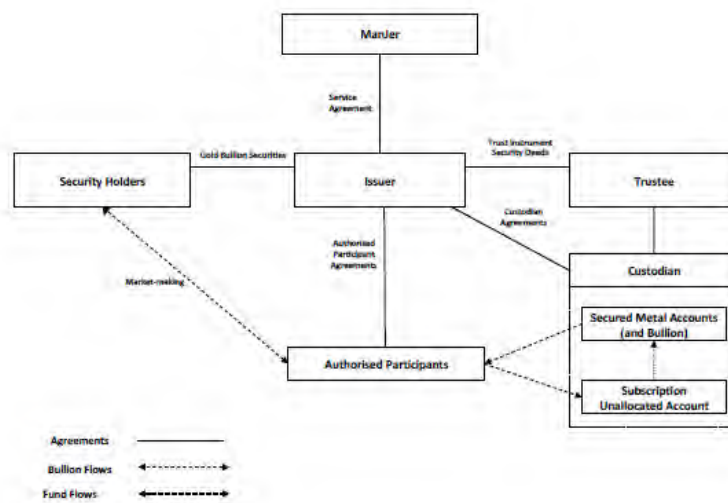 ManJer
Service
Agreement
Gold Bullion Securities
Trust Instrument
Security Deeds
Security Holders
Issuer
Trustee
Custodian
Agreements
Authorised
Participant
Agreements
Custodian
Market-making
Secured Metal Accounts
(and Bullion)
Authorised Participants
Subscription
Unallocated Account
Agreements
Bullion Flows
Fund Flows